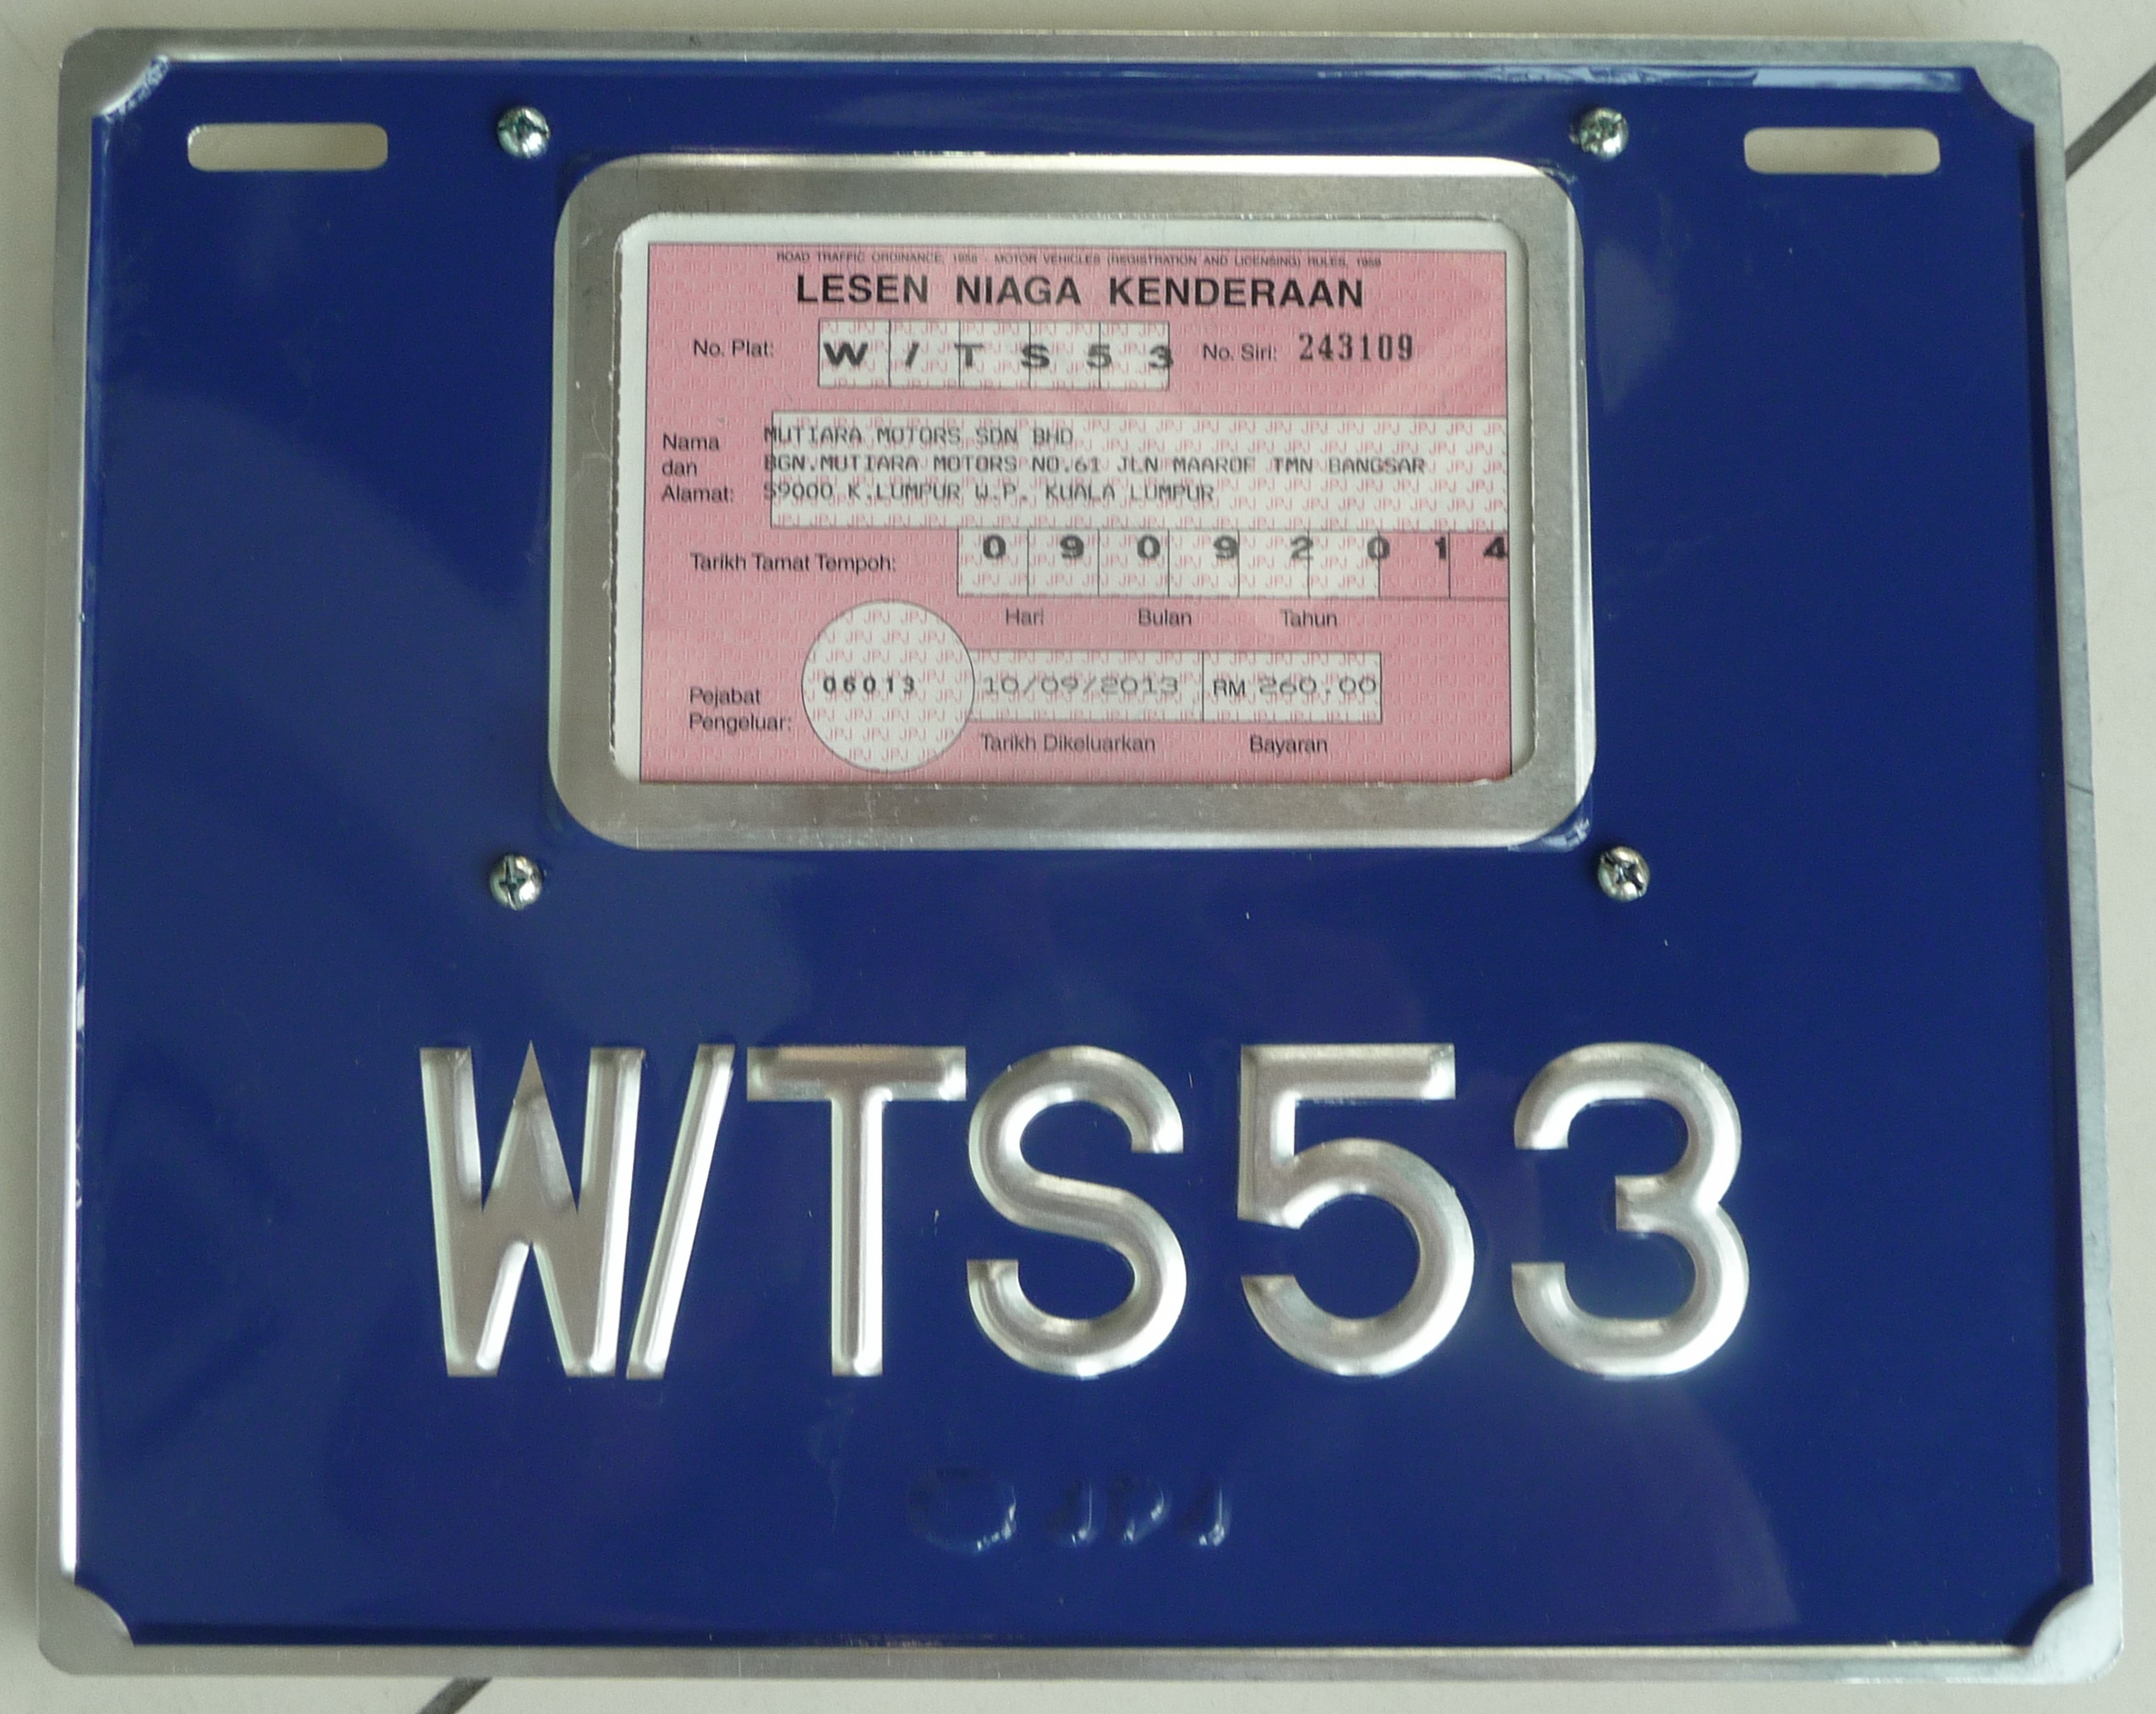 ROAD TRAFFIC ORDINANCE, 1958 - MOTOR VEHICLES (REGISTRATION AND LICENSING) RULES, 1959
LESEN NIAGA KENDERAAN
No. Plat: W / T S 5 3 No. Siri: 243109
Nama dan Alamat:
MUTIARA MOTORS SDN BHD
BGN.MUTIARA MOTORS NO.61 JLN MAAROF TMN BANGSAR
59000 K.LUMPUR W.P. KUALA LUMPUR
Tarikh Tamat Tempoh: 0 9 0 9 2 0 1 4
Hari Bulan Tahun
Pejabat Pengeluar: 06013 10/09/2013 RM 260.00
Tarikh Dikeluarkan Bayaran
W/TS53
JPJ